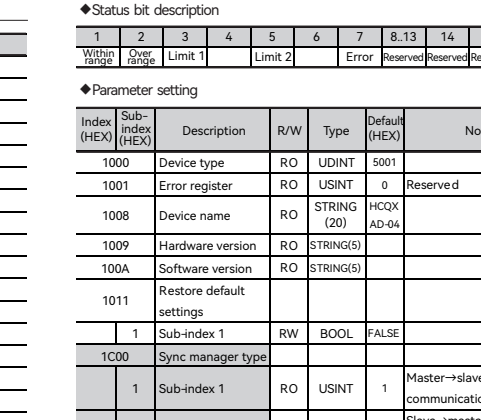 ◆Status bit description
1 2 3 4 5 6 7 8..13 14
Within range Over range Limit 1 Limit 2 Error Reserved Reserved
◆Parameter setting
Index (HEX) Sub-index (HEX) Description R/W Type Default (HEX)
1000 Device type RO UDINT 5001
1001 Error register RO USINT 0 Reserved
1008 Device name RO STRING (20) HCQX AD-04
1009 Hardware version RO STRING(5)
100A Software version RO STRING(5)
1011 Restore default settings
1 Sub-index 1 RW BOOL FALSE
1C00 Sync manager type
1 Sub-index 1 RO USINT 1 Master→slave